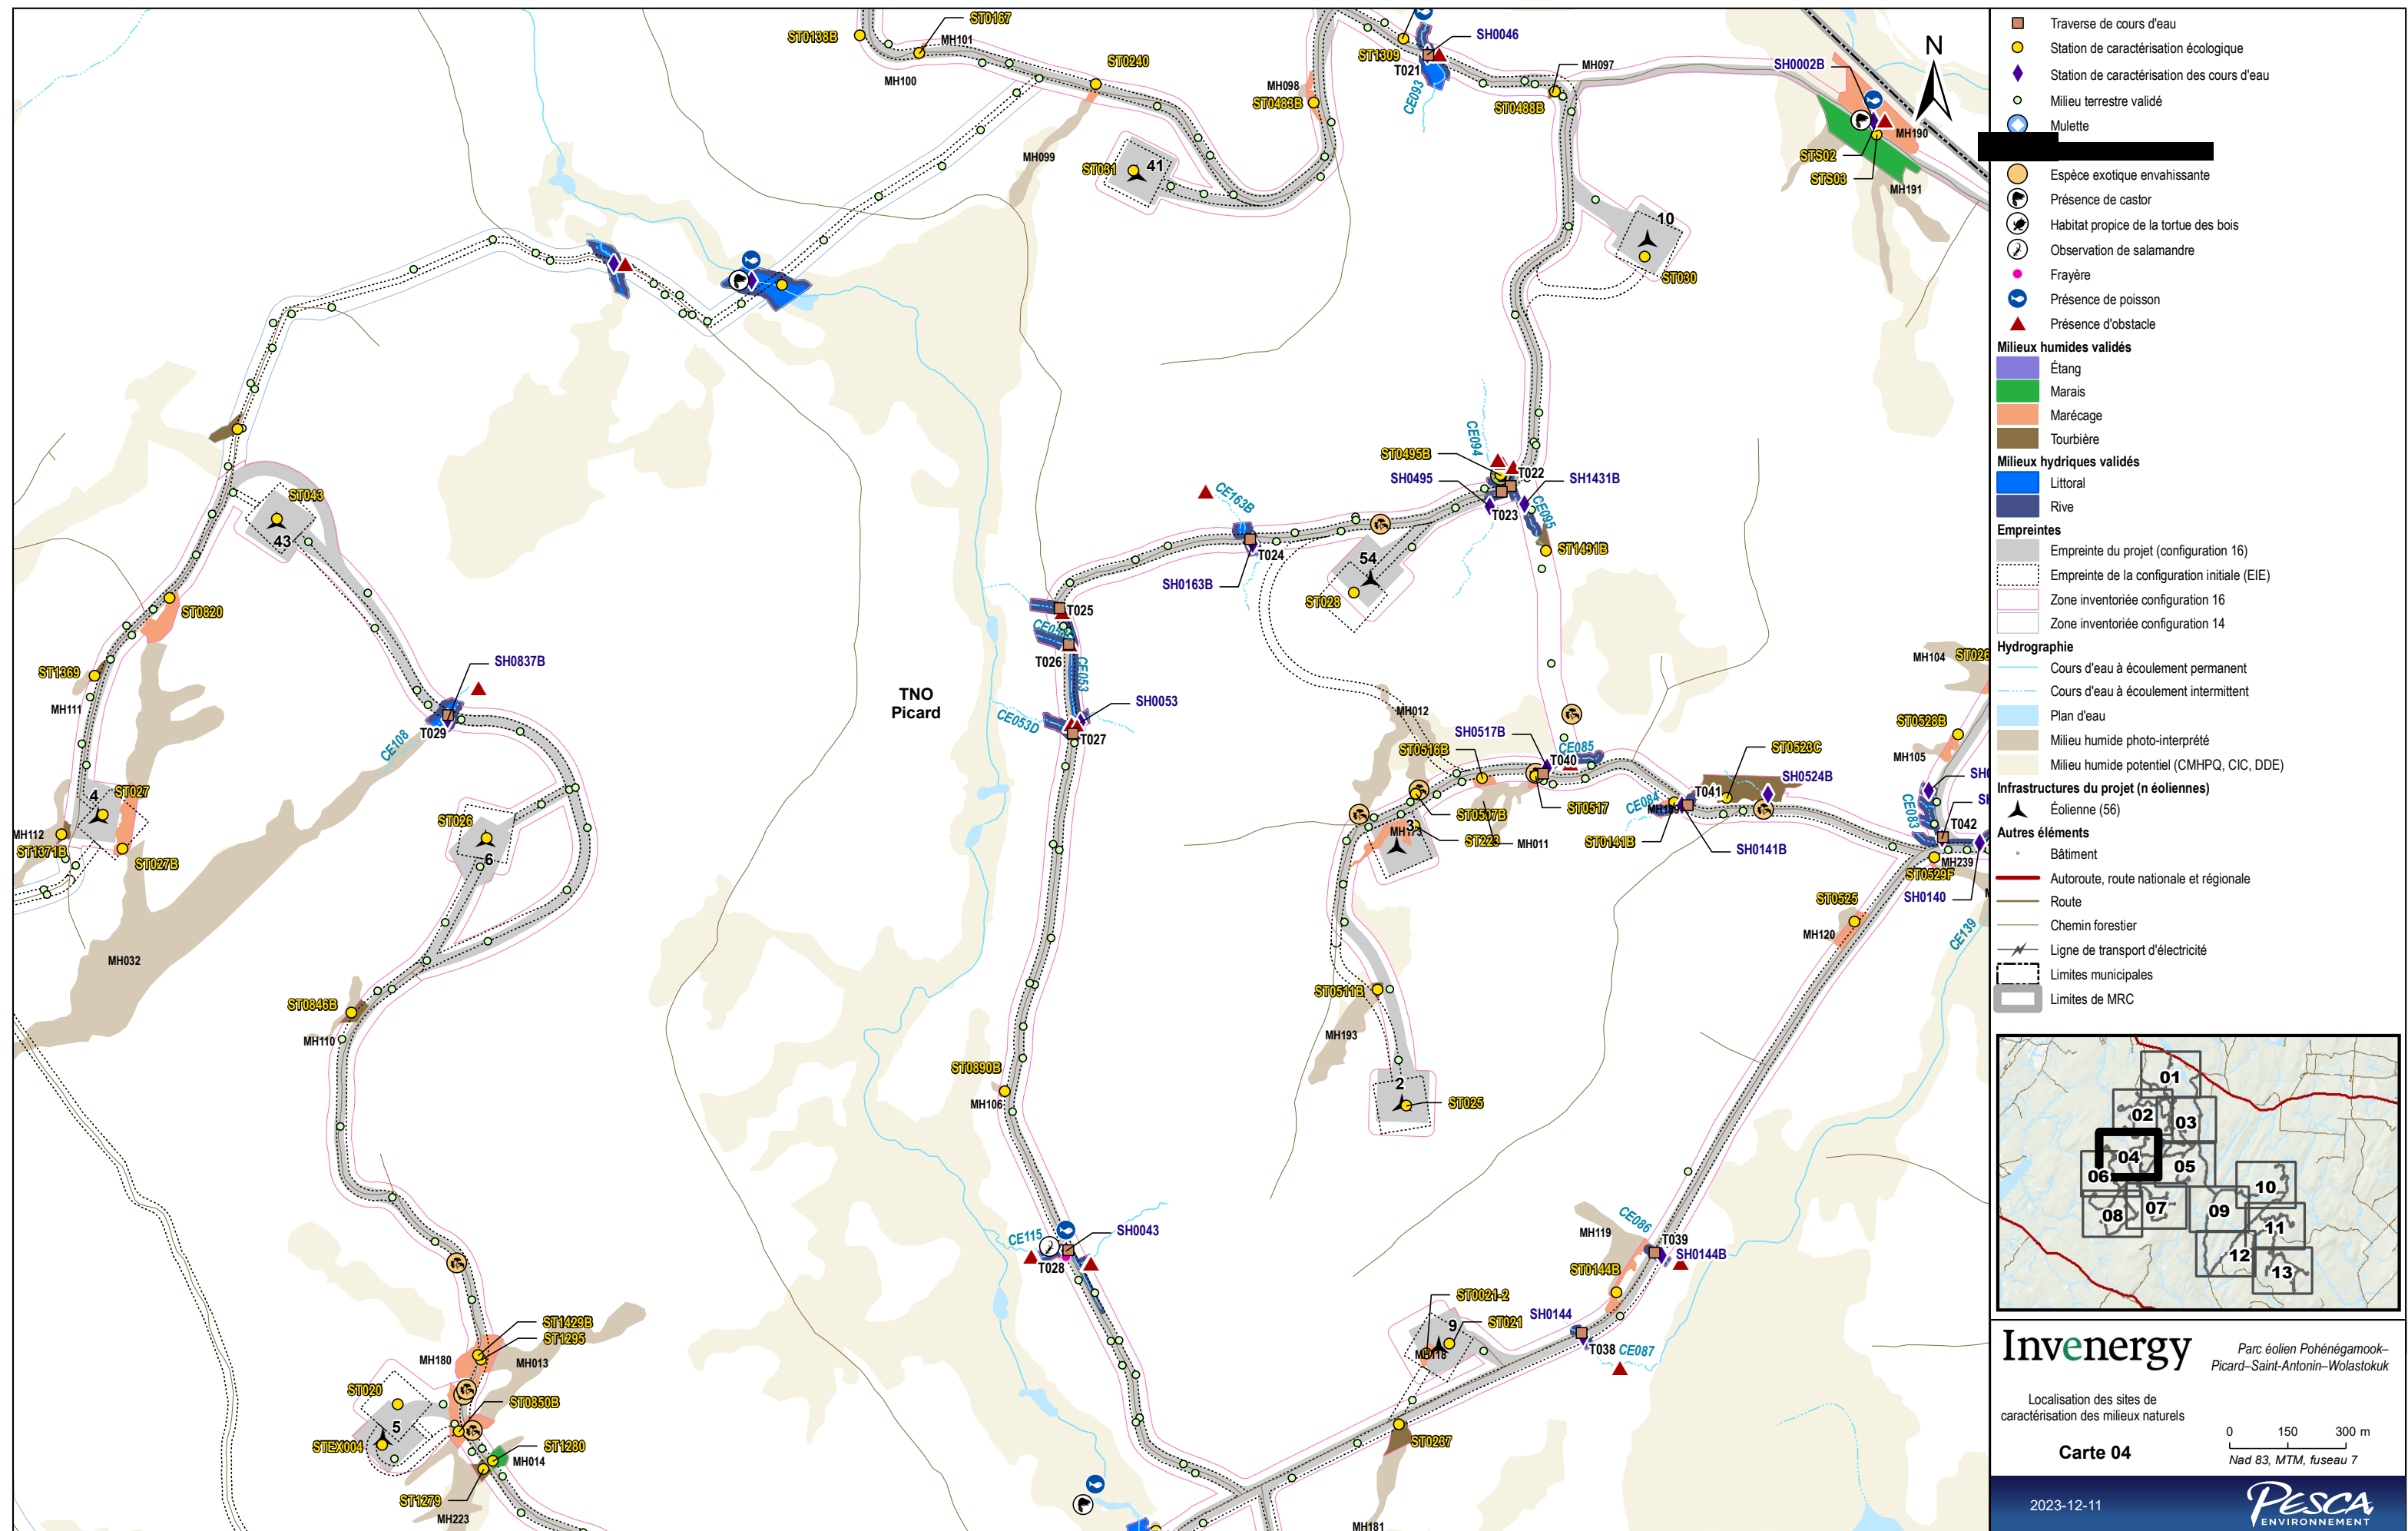 ST0138B
ST0167
MH101
MH100
ST0240
MH099
ST031
41
MH098
ST0483B
ST1309
T021
SH0046
CE093
MH097
ST0488B
SH0002B
MH190
STS02
STS03
MH191
N
10
ST030
ST043
43
CE094
ST0495B
SH0495
T022
T023
SH1431B
CE095
ST1431B
CE163B
T024
SH0163B
54
ST028
T025
T026
CE053
SH0053
CE053D
T027
TNO
Picard
ST0820
ST1369
MH111
SH0837B
T029
CE108
4
ST027
MH112
ST1371B
ST027B
ST026
6
MH032
ST0846B
MH110
MH012
SH0517B
ST0516B
CE085
T040
ST0523C
SH0524B
T041
CE084
ST0517
ST0507B
3
ST223
MH011
ST0141B
SH0141B
MH104
ST0528B
MH105
CE083
T042
MH239
ST0529F
SH0140
ST0525
MH120
CE139
ST0511B
MH193
2
ST025
ST0890B
MH106
CE115
SH0043
T028
MH119
CE086
T039
SH0144B
ST0144B
ST0021-2
ST021
9
MH118
SH0144
T038
CE087
ST0237
MH181
ST1429B
ST1295
MH180
MH013
ST020
ST0850B
5
STEX004
ST1280
MH014
ST1279
MH223
Traverse de cours d'eau
Station de caractérisation écologique
Station de caractérisation des cours d'eau
Milieu terrestre validé
Mulette
Espèce exotique envahissante
Présence de castor
Habitat propice de la tortue des bois
Observation de salamandre
Frayère
Présence de poisson
Présence d'obstacle
Milieux humides validés
Étang
Marais
Marécage
Tourbière
Milieux hydriques validés
Littoral
Rive
Empreintes
Empreinte du projet (configuration 16)
Empreinte de la configuration initiale (EIE)
Zone inventoriée configuration 16
Zone inventoriée configuration 14
Hydrographie
Cours d'eau à écoulement permanent
Cours d'eau à écoulement intermittent
Plan d'eau
Milieu humide photo-interprété
Milieu humide potentiel (CMHPQ, CIC, DDE)
Infrastructures du projet (n éoliennes)
Éolienne (56)
Autres éléments
Bâtiment
Autoroute, route nationale et régionale
Route
Chemin forestier
Ligne de transport d'électricité
Limites municipales
Limites de MRC
01
02
03
04
05
06
07
08
09
10
11
12
13
Invenergy
Parc éolien Pohénégamook–
Picard–Saint-Antonin–Wolastokuk
Localisation des sites de
caractérisation des milieux naturels
Carte 04
0 150 300 m
Nad 83, MTM, fuseau 7
2023-12-11
PESCA
ENVIRONNEMENT